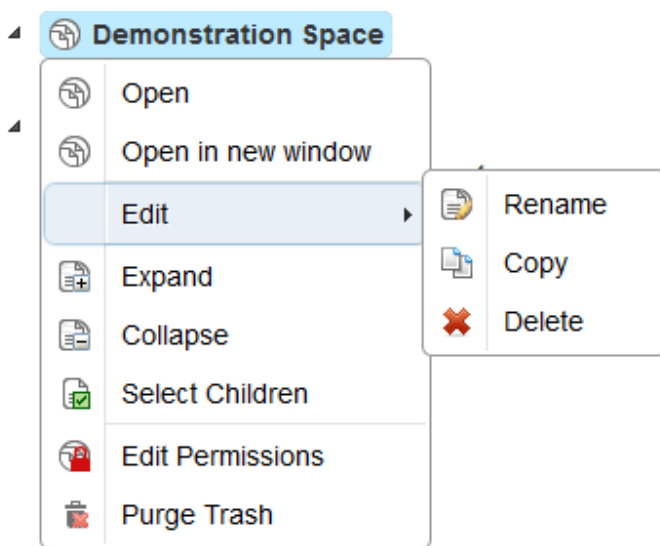 Demonstration Space
Open
Open in new window
Edit
Rename
Copy
Delete
Expand
Collapse
Select Children
Edit Permissions
Purge Trash